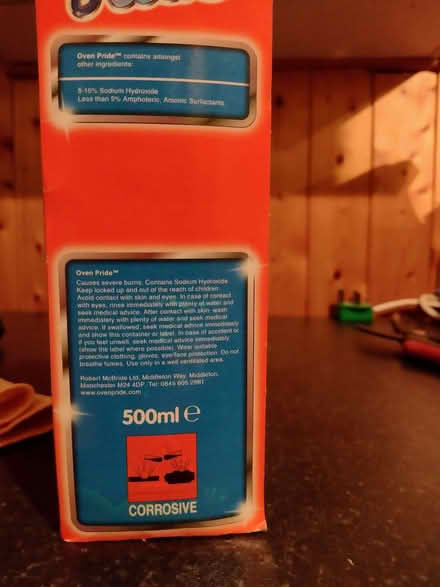 Oven Pride™ contains amongst
other ingredients:
5-15% Sodium Hydroxide
Less than 5% Amphoteric, Anionic Surfactants
Oven Pride™
Causes severe burns. Contains Sodium Hydroxide
Keep locked up and out of the reach of children.
Avoid contact with skin and eyes. In case of contact
with eyes, rinse immediately with plenty of water and
seek medical advice. After contact with skin, wash
immediately with plenty of water and seek medical
advice. If swallowed, seek medical advice immediately
and show this container or label. In case of accident or
if you feel unwell, seek medical advice immediately
(show the label where possible). Wear suitable
protective clothing, gloves, eye/face protection. Do not
breathe fumes. Use only in a well ventilated area.
Robert McBride Ltd, Middleton Way, Middleton,
Manchester M24 4DP. Tel: 0845 605 2981
www.ovenpride.com
500ml e
CORROSIVE